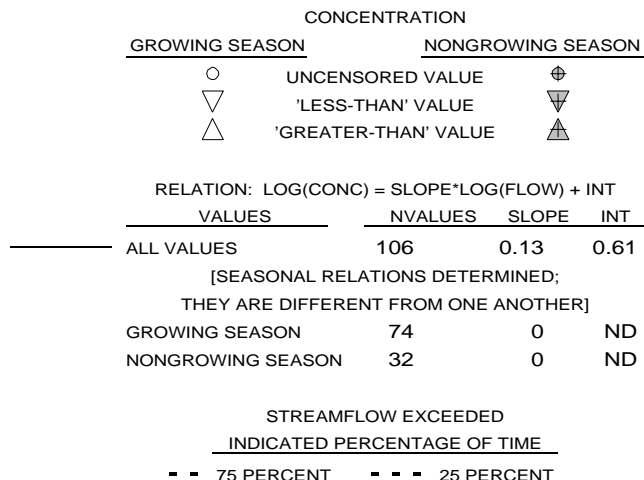 CONCENTRATION
GROWING SEASON NONGROWING SEASON
UNCENSORED VALUE
'LESS-THAN' VALUE
'GREATER-THAN' VALUE
RELATION: LOG(CONC) = SLOPE*LOG(FLOW) + INT
VALUES NVALUES SLOPE INT
ALL VALUES 106 0.13 0.61
[SEASONAL RELATIONS DETERMINED;
THEY ARE DIFFERENT FROM ONE ANOTHER]
GROWING SEASON 74 0 ND
NONGROWING SEASON 32 0 ND
STREAMFLOW EXCEEDED
INDICATED PERCENTAGE OF TIME
75 PERCENT 25 PERCENT